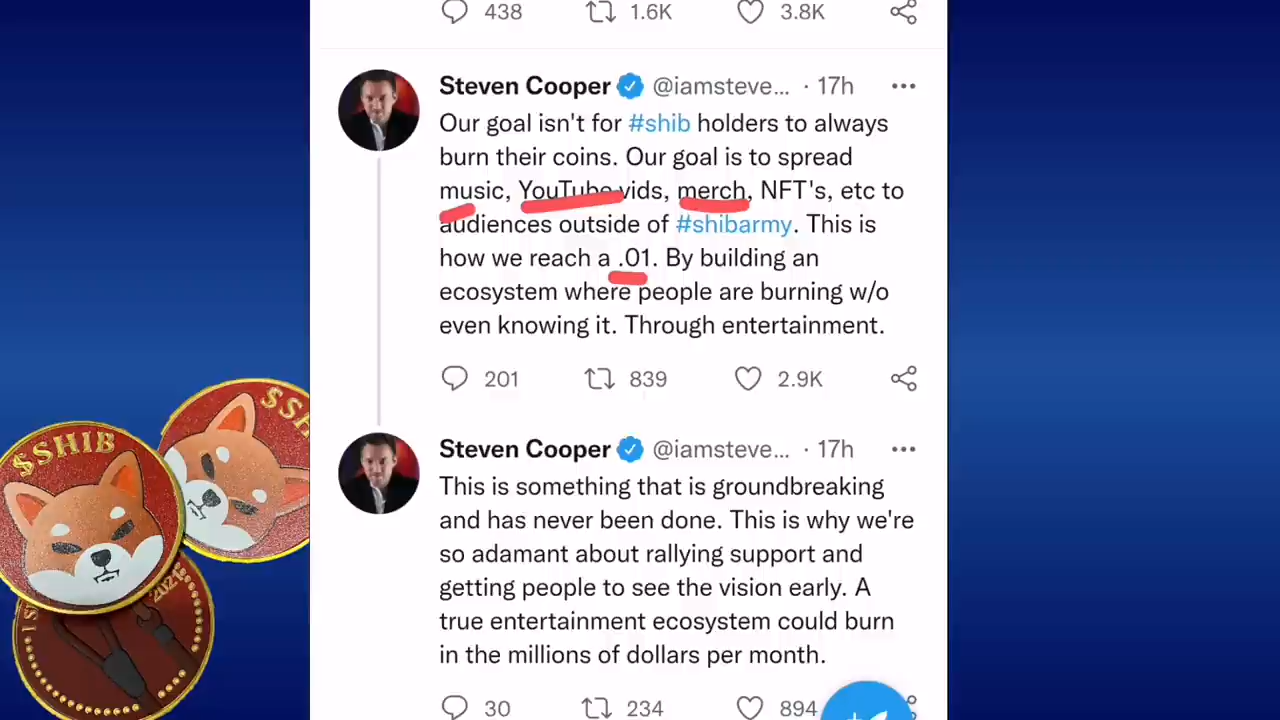 438 1.6K 3.8K
Steven Cooper @iamsteve... · 17h
Our goal isn't for #shib holders to always
burn their coins. Our goal is to spread
music, YouTube vids, merch, NFT's, etc to
audiences outside of #shibarmy. This is
how we reach a .01. By building an
ecosystem where people are burning w/o
even knowing it. Through entertainment.
201 839 2.9K
Steven Cooper @iamsteve... · 17h
This is something that is groundbreaking
and has never been done. This is why we're
so adamant about rallying support and
getting people to see the vision early. A
true entertainment ecosystem could burn
in the millions of dollars per month.
30 234 894
$SHIB
$SH
2021